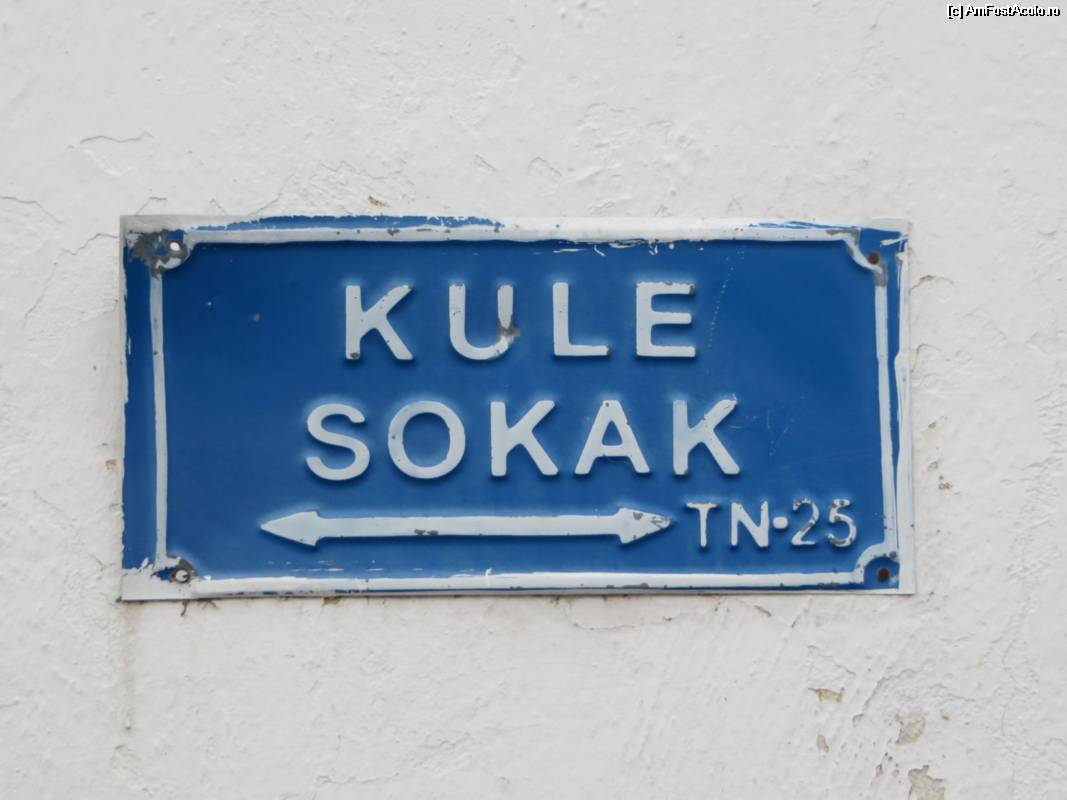 [c] AmFostAcolo.ro
KULE
SOKAK
TN-25